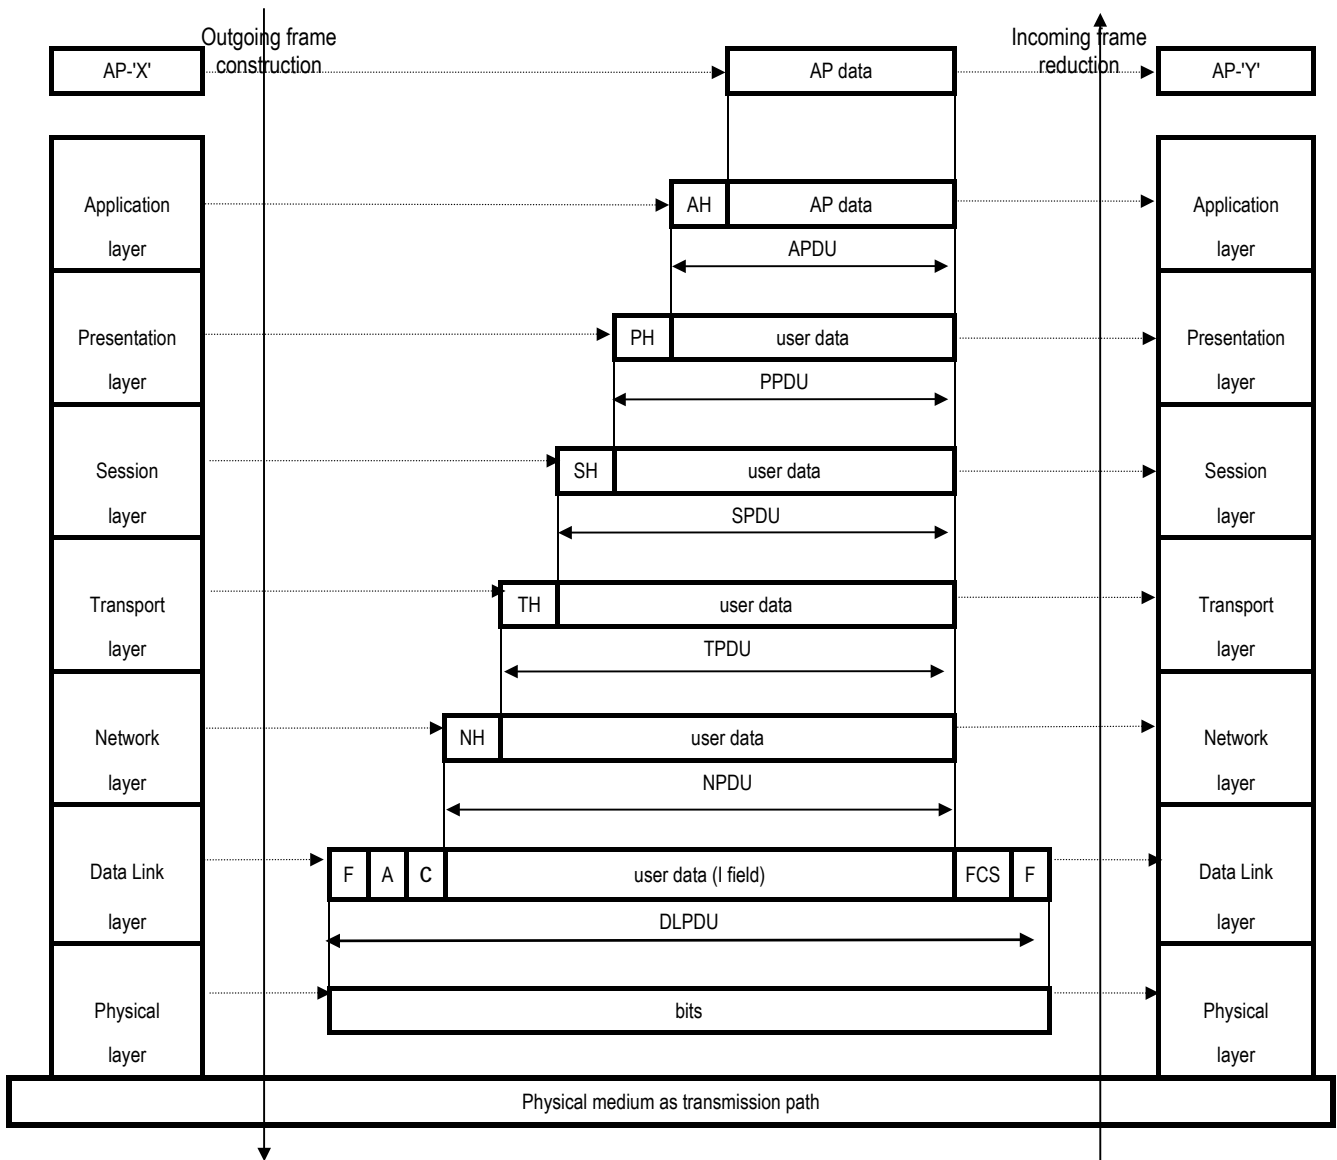 Outgoing frame
construction
Incoming frame
reduction
AP-'X'
AP data
AP-'Y'
Application
layer
AH
AP data
APDU
Application
layer
Presentation
layer
PH
user data
PPDU
Presentation
layer
Session
layer
SH
user data
SPDU
Session
layer
Transport
layer
TH
user data
TPDU
Transport
layer
Network
layer
NH
user data
NPDU
Network
layer
Data Link
layer
F
A
C
user data (I field)
FCS
F
DLPDU
Data Link
layer
Physical
layer
bits
Physical
layer
Physical medium as transmission path